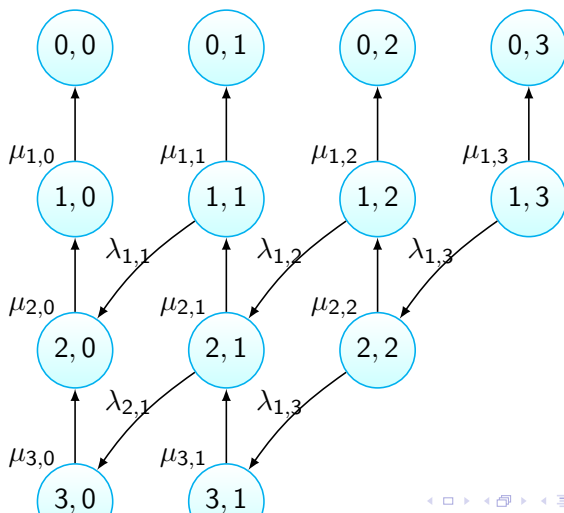 0, 0 0, 1 0, 2 0, 3
μ1,0 μ1,1 μ1,2 μ1,3
1, 0 1, 1 1, 2 1, 3
λ1,1 λ1,2 λ1,3
μ2,0 μ2,1 μ2,2
2, 0 2, 1 2, 2
λ2,1 λ1,3
μ3,0 μ3,1
3, 0 3, 1